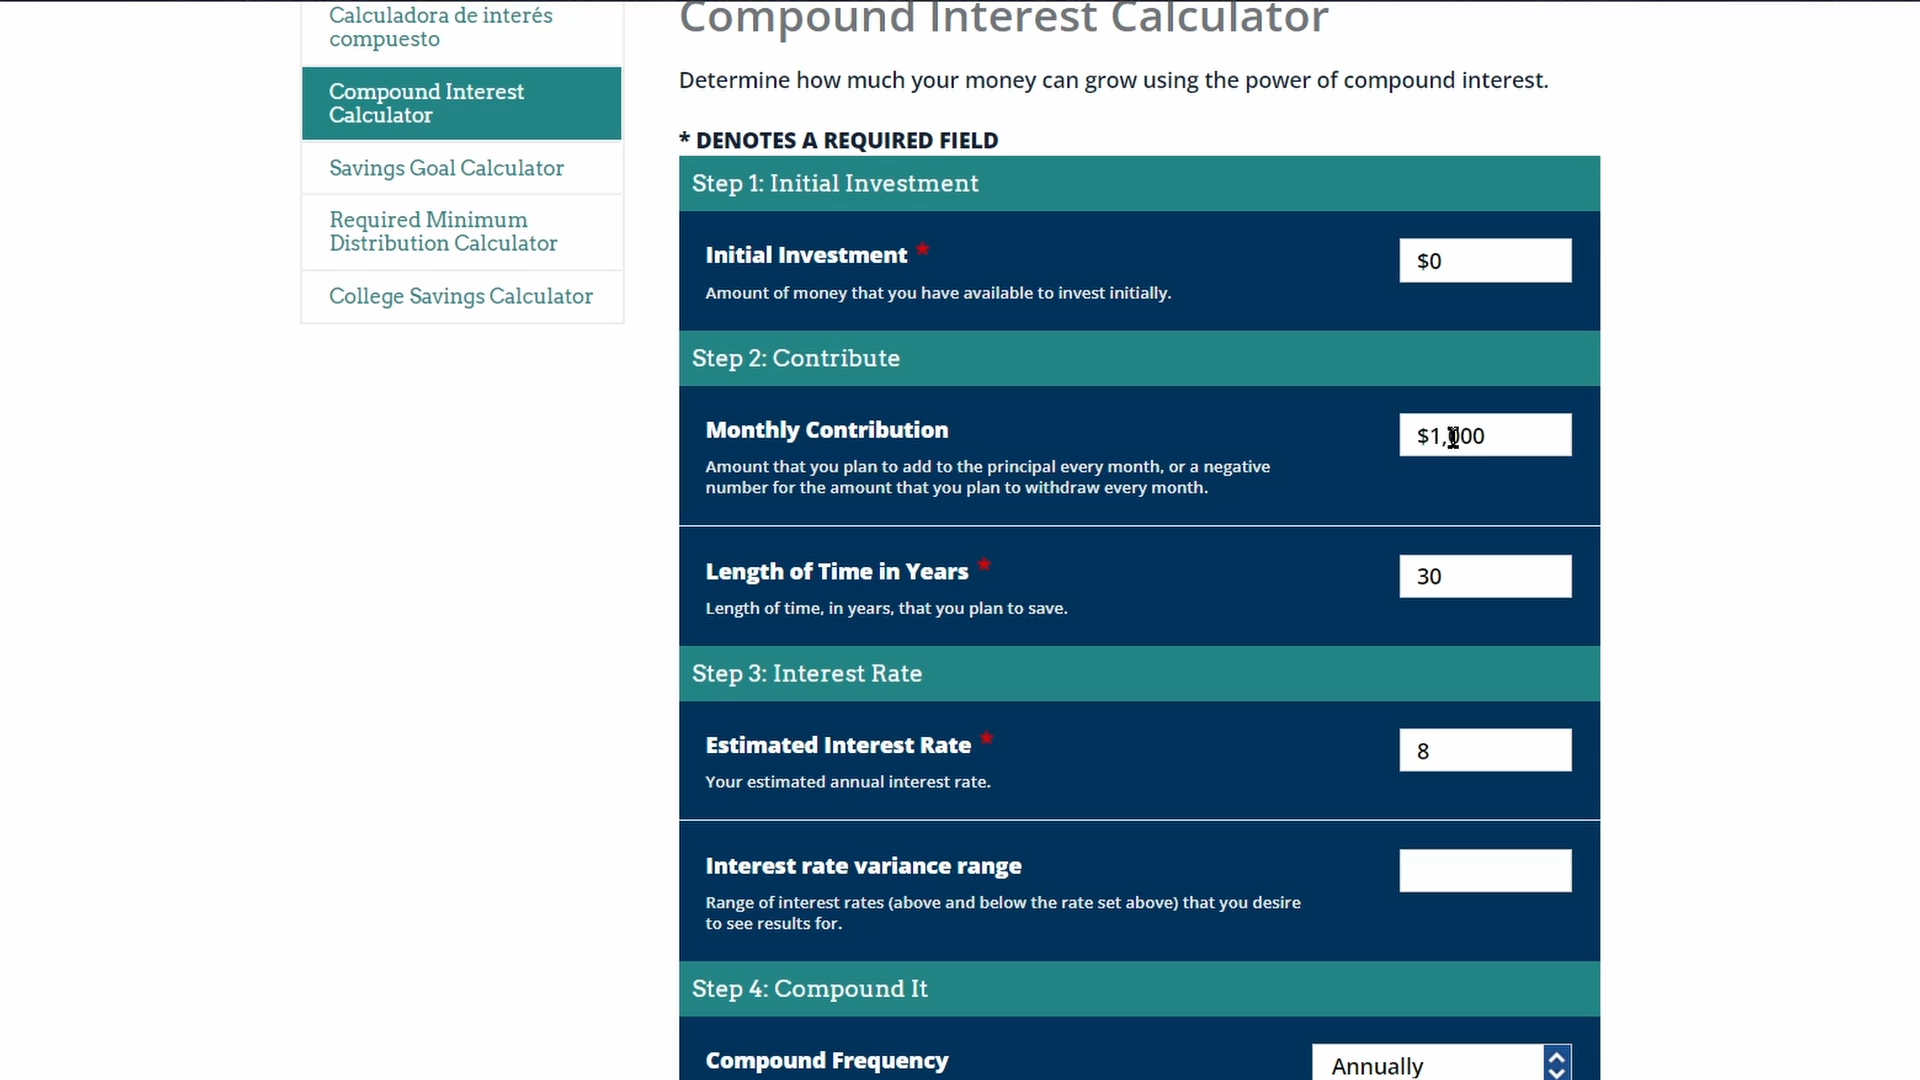 Calculadora de interés
compuesto
Compound Interest
Calculator
Savings Goal Calculator
Required Minimum
Distribution Calculator
College Savings Calculator
Compound Interest Calculator
Determine how much your money can grow using the power of compound interest.
* DENOTES A REQUIRED FIELD
Step 1: Initial Investment
Initial Investment *
$0
Amount of money that you have available to invest initially.
Step 2: Contribute
Monthly Contribution
$1,000
Amount that you plan to add to the principal every month, or a negative
number for the amount that you plan to withdraw every month.
Length of Time in Years *
30
Length of time, in years, that you plan to save.
Step 3: Interest Rate
Estimated Interest Rate *
8
Your estimated annual interest rate.
Interest rate variance range
Range of interest rates (above and below the rate set above) that you desire
to see results for.
Step 4: Compound It
Compound Frequency
Annually